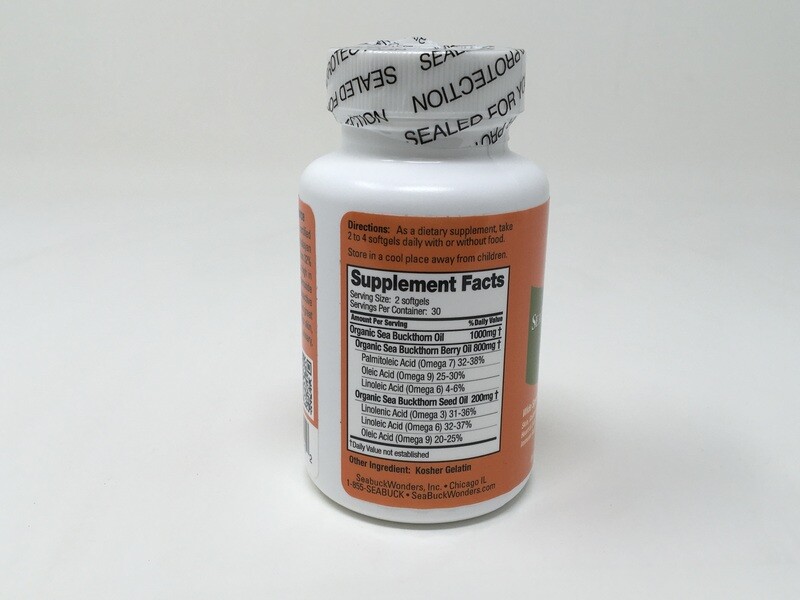 SEALED FOR YO
PROTECTION
Directions: As a dietary supplement, take
2 to 4 softgels daily with or without food.
Store in a cool place away from children.
Supplement Facts
Serving Size: 2 softgels
Servings Per Container: 30
Amount Per Serving % Daily Value
Organic Sea Buckthorn Oil 1000mg †
Organic Sea Buckthorn Berry Oil 800mg †
Palmitoleic Acid (Omega 7) 32-38%
Oleic Acid (Omega 9) 25-30%
Linoleic Acid (Omega 6) 4-6%
Organic Sea Buckthorn Seed Oil 200mg †
Linolenic Acid (Omega 3) 31-36%
Linoleic Acid (Omega 6) 32-37%
Oleic Acid (Omega 9) 20-25%
† Daily Value not established
Other Ingredient: Kosher Gelatin
SeabuckWonders, Inc. • Chicago IL
1-855-SEABUCK • SeaBuckWonders.com
2